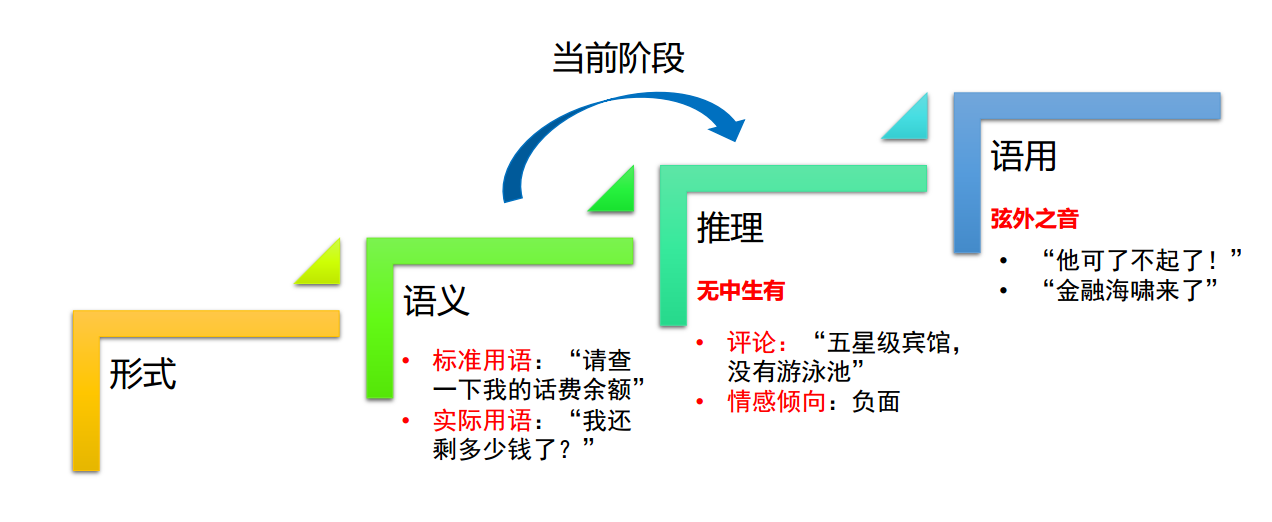 当前阶段
形式
语义
• 标准用语：“请查
一下我的话费余额”
• 实际用语：“我还
剩多少钱了？”
推理
无中生有
• 评论：“五星级宾馆，
没有游泳池”
• 情感倾向：负面
语用
弦外之音
• “他可了不起了！”
• “金融海啸来了”